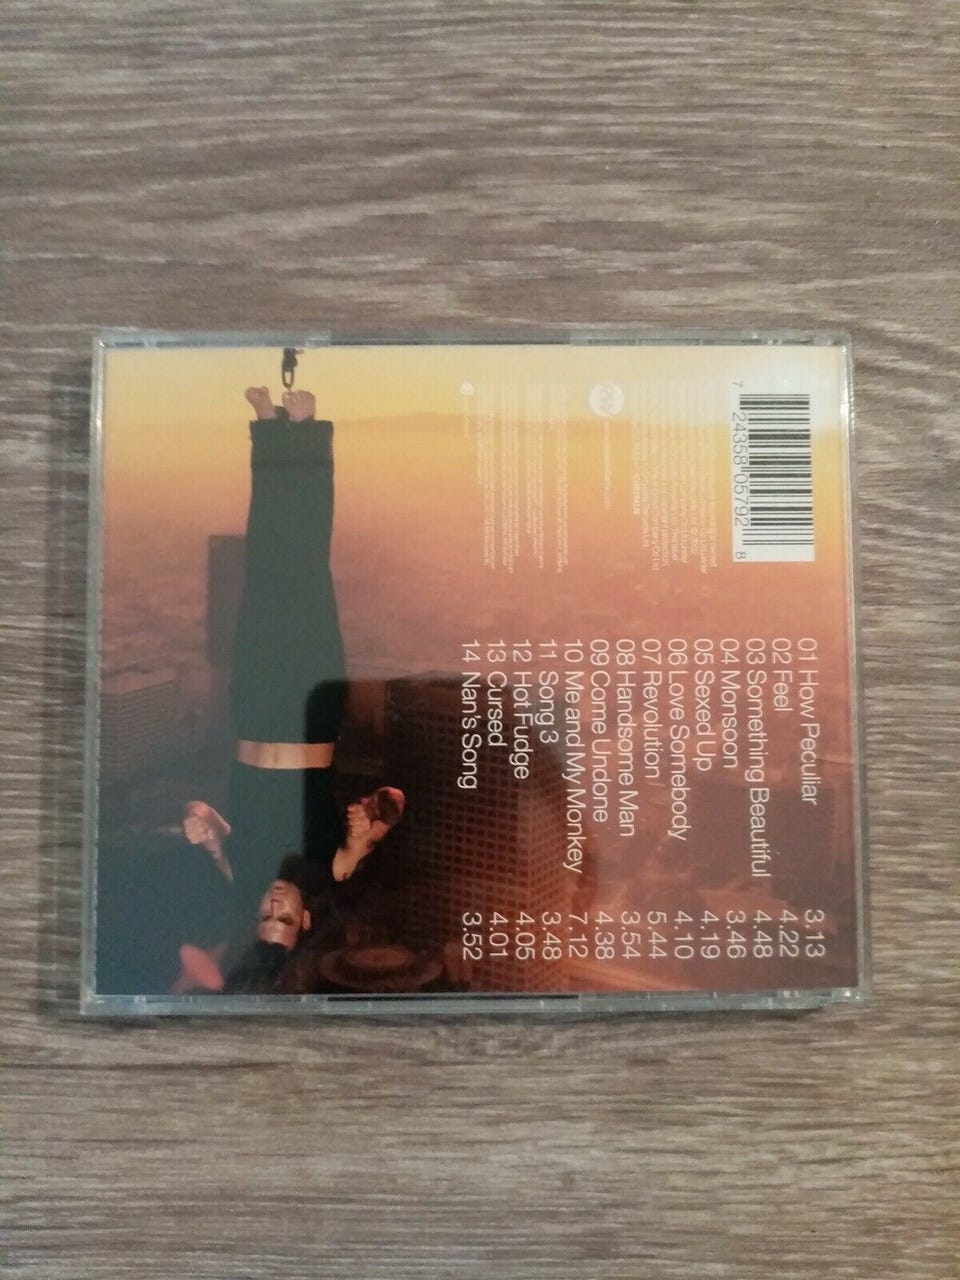 01 How Peculiar 3.13
02 Feel 4.22
03 Something Beautiful 4.48
04 Monsoon 3.46
05 Sexed Up 4.19
06 Love Somebody 4.10
07 Revolution 5.44
08 Handsome Man 3.54
09 Come Undone 4.38
10 Me and My Monkey 7.12
11 Song 3 3.48
12 Hot Fudge 4.05
13 Cursed 4.01
14 Nan's Song 3.52
7 24358 05792 8